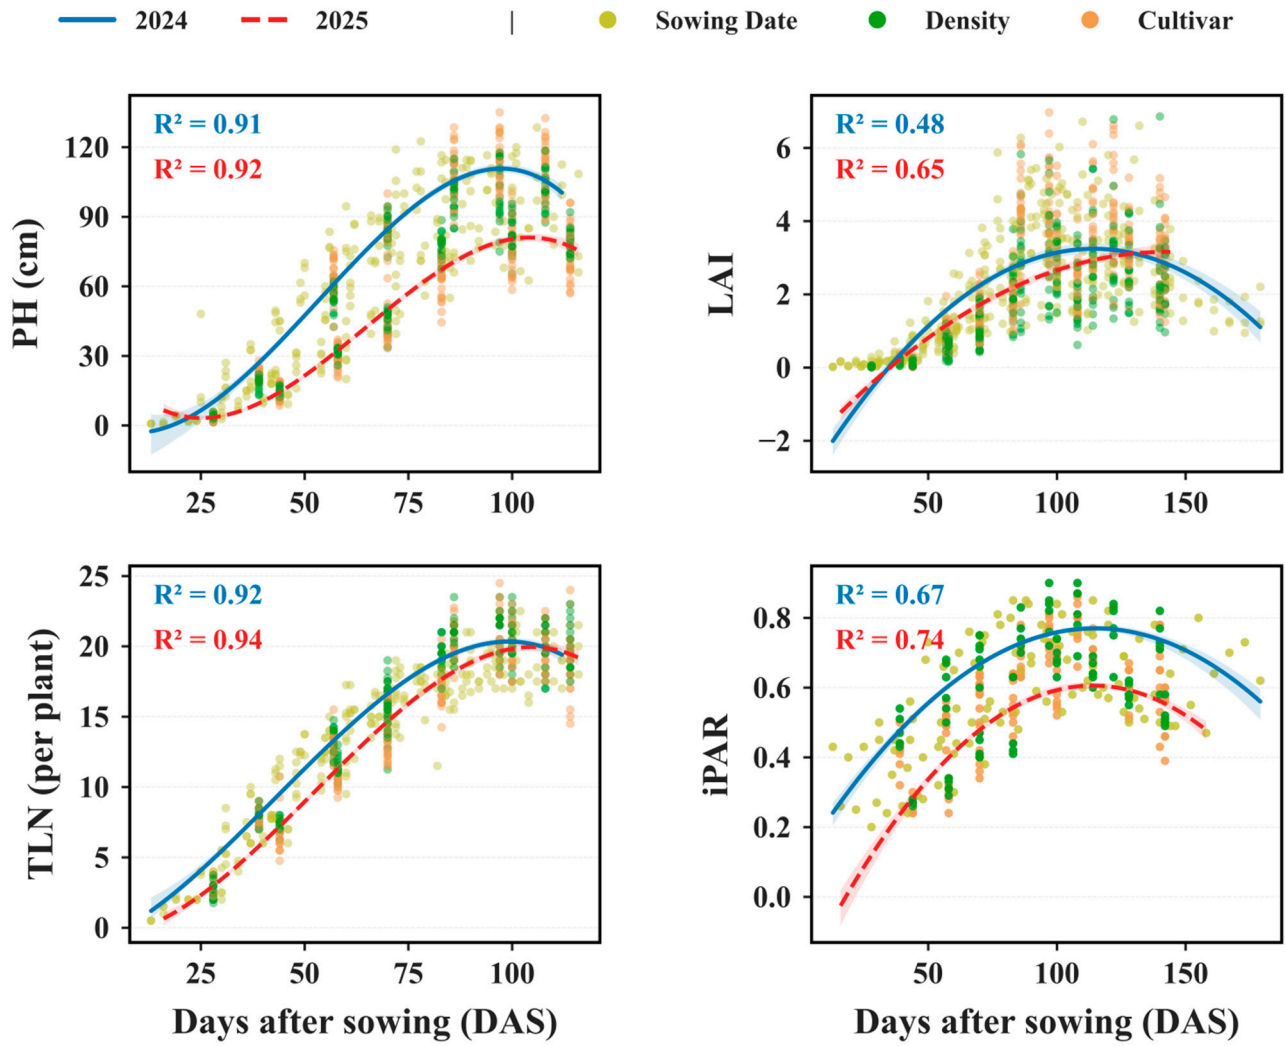 2024 2025 | Sowing Date Density Cultivar
R² = 0.91
R² = 0.92
PH (cm)
120
90
60
30
0
25 50 75 100
R² = 0.48
R² = 0.65
LAI
6
4
2
0
−2
50 100 150
R² = 0.92
R² = 0.94
TLN (per plant)
25
20
15
10
5
0
25 50 75 100
Days after sowing (DAS)
R² = 0.67
R² = 0.74
iPAR
0.8
0.6
0.4
0.2
0.0
50 100 150
Days after sowing (DAS)